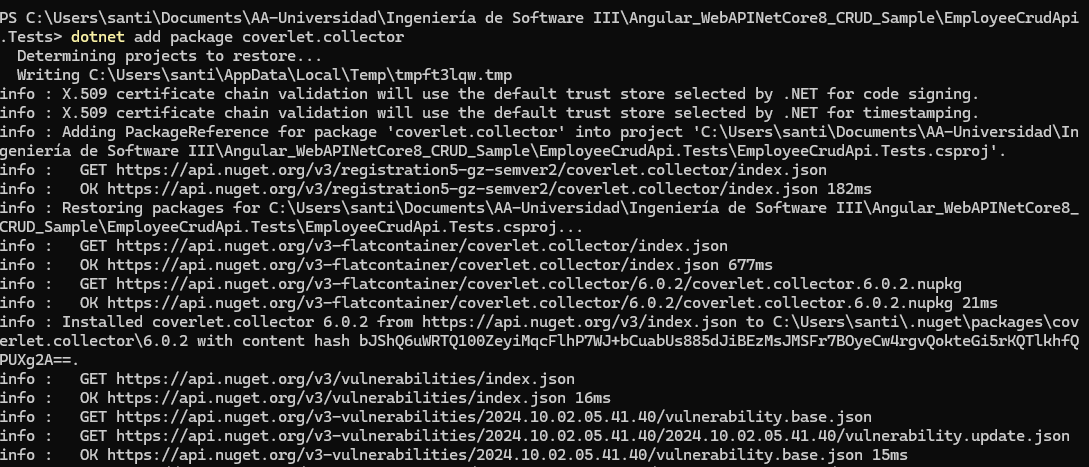 PS C:\Users\santi\Documents\AA-Universidad\Ingeniería de Software III\Angular_WebAPINetCore8_CRUD_Sample\EmployeeCrudApi
.Tests> dotnet add package coverlet.collector
  Determining projects to restore...
  Writing C:\Users\santi\AppData\Local\Temp\tmpft3lqw.tmp
info : X.509 certificate chain validation will use the default trust store selected by .NET for code signing.
info : X.509 certificate chain validation will use the default trust store selected by .NET for timestamping.
info : Adding PackageReference for package 'coverlet.collector' into project 'C:\Users\santi\Documents\AA-Universidad\In
geniería de Software III\Angular_WebAPINetCore8_CRUD_Sample\EmployeeCrudApi.Tests\EmployeeCrudApi.Tests.csproj'.
info :   GET https://api.nuget.org/v3/registration5-gz-semver2/coverlet.collector/index.json
info :   OK https://api.nuget.org/v3/registration5-gz-semver2/coverlet.collector/index.json 182ms
info : Restoring packages for C:\Users\santi\Documents\AA-Universidad\Ingeniería de Software III\Angular_WebAPINetCore8_
CRUD_Sample\EmployeeCrudApi.Tests\EmployeeCrudApi.Tests.csproj...
info :   GET https://api.nuget.org/v3-flatcontainer/coverlet.collector/index.json
info :   OK https://api.nuget.org/v3-flatcontainer/coverlet.collector/index.json 677ms
info :   GET https://api.nuget.org/v3-flatcontainer/coverlet.collector/6.0.2/coverlet.collector.6.0.2.nupkg
info :   OK https://api.nuget.org/v3-flatcontainer/coverlet.collector/6.0.2/coverlet.collector.6.0.2.nupkg 21ms
info : Installed coverlet.collector 6.0.2 from https://api.nuget.org/v3/index.json to C:\Users\santi\.nuget\packages\cov
erlet.collector\6.0.2 with content hash bJShQ6uWRTQ100ZeyiMqcFlhP7WJ+bCuabUs885dJiBEzMsJMSFr7BOyeCw4rgvQokteGi5rKQTlkhfQ
PUXg2A==.
info :   GET https://api.nuget.org/v3/vulnerabilities/index.json
info :   OK https://api.nuget.org/v3/vulnerabilities/index.json 16ms
info :   GET https://api.nuget.org/v3-vulnerabilities/2024.10.02.05.41.40/vulnerability.base.json
info :   GET https://api.nuget.org/v3-vulnerabilities/2024.10.02.05.41.40/2024.10.02.05.41.40/vulnerability.update.json
info :   OK https://api.nuget.org/v3-vulnerabilities/2024.10.02.05.41.40/vulnerability.base.json 15ms